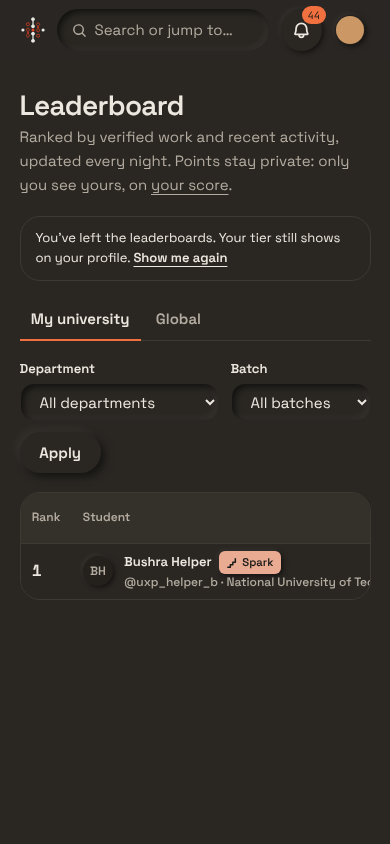 Search or jump to...
44
Leaderboard
Ranked by verified work and recent activity,
updated every night. Points stay private: only
you see yours, on your score.
You've left the leaderboards. Your tier still shows
on your profile. Show me again
My university
Global
Department
Batch
All departments
All batches
Apply
Rank
Student
1
BH
Bushra Helper
Spark
@uxp_helper_b · National University of